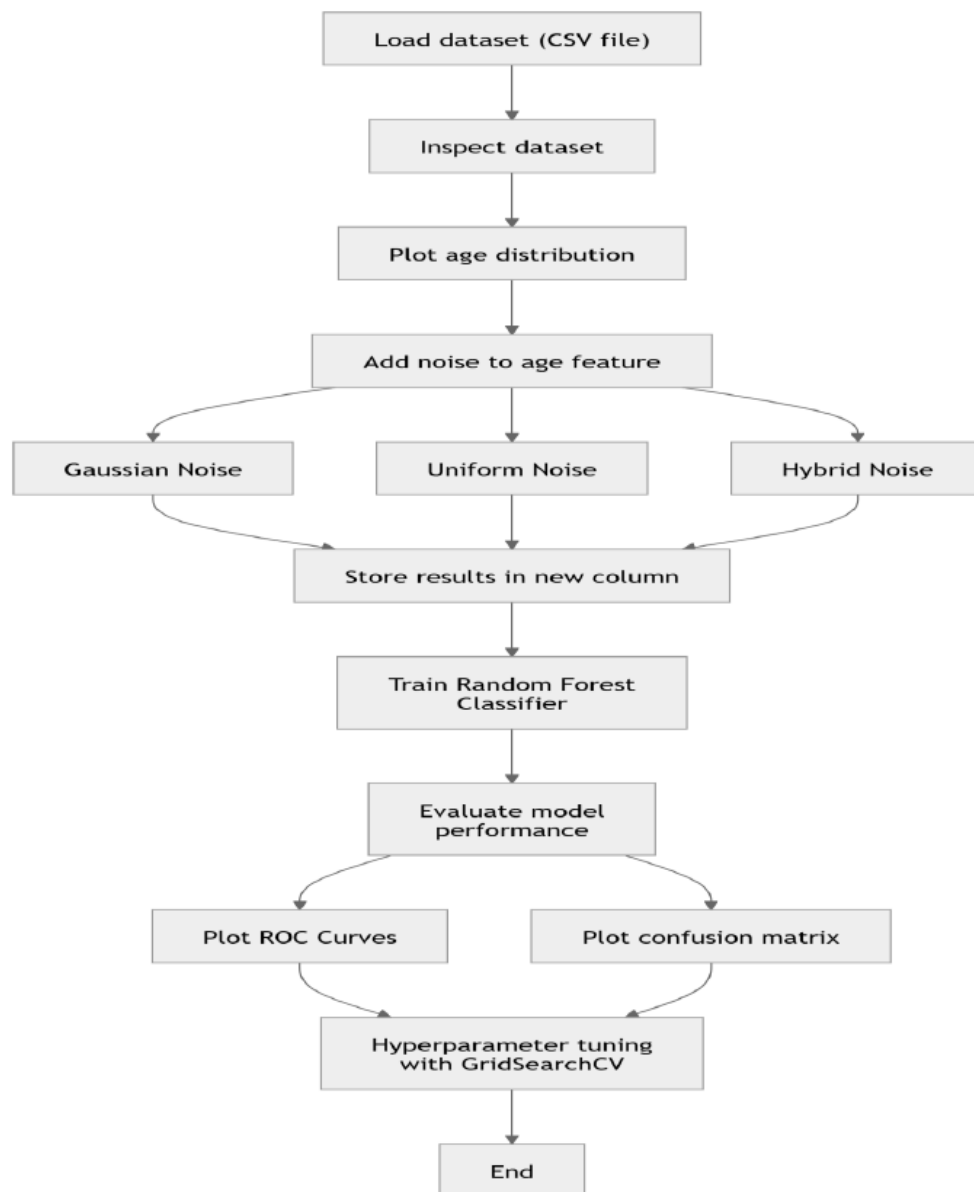 Load dataset (CSV file)
Inspect dataset
Plot age distribution
Add noise to age feature
Gaussian Noise
Uniform Noise
Hybrid Noise
Store results in new column
Train Random Forest
Classifier
Evaluate model
performance
Plot ROC Curves
Plot confusion matrix
Hyperparameter tuning
with GridSearchCV
End